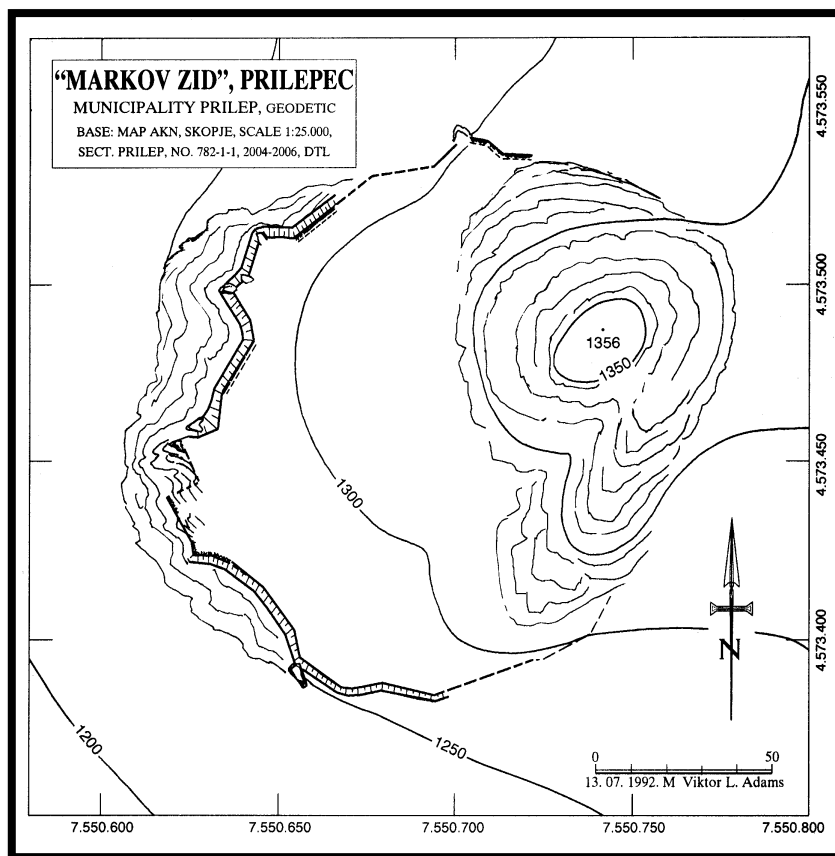 “MARKOV ZID”, PRILEPEC
MUNICIPALITY PRILEP, GEODETIC
BASE: MAP AKN, SKOPJE, SCALE 1:25.000,
SECT. PRILEP, NO. 782-1-1, 2004-2006, DTL
4.573.550
4.573.500
1356
1350
4.573.450
1300
4.573.400
N
1200
1250
0 50
13. 07. 1992. M Viktor L. Adams
7.550.600 7.550.650 7.550.700 7.550.750 7.550.800